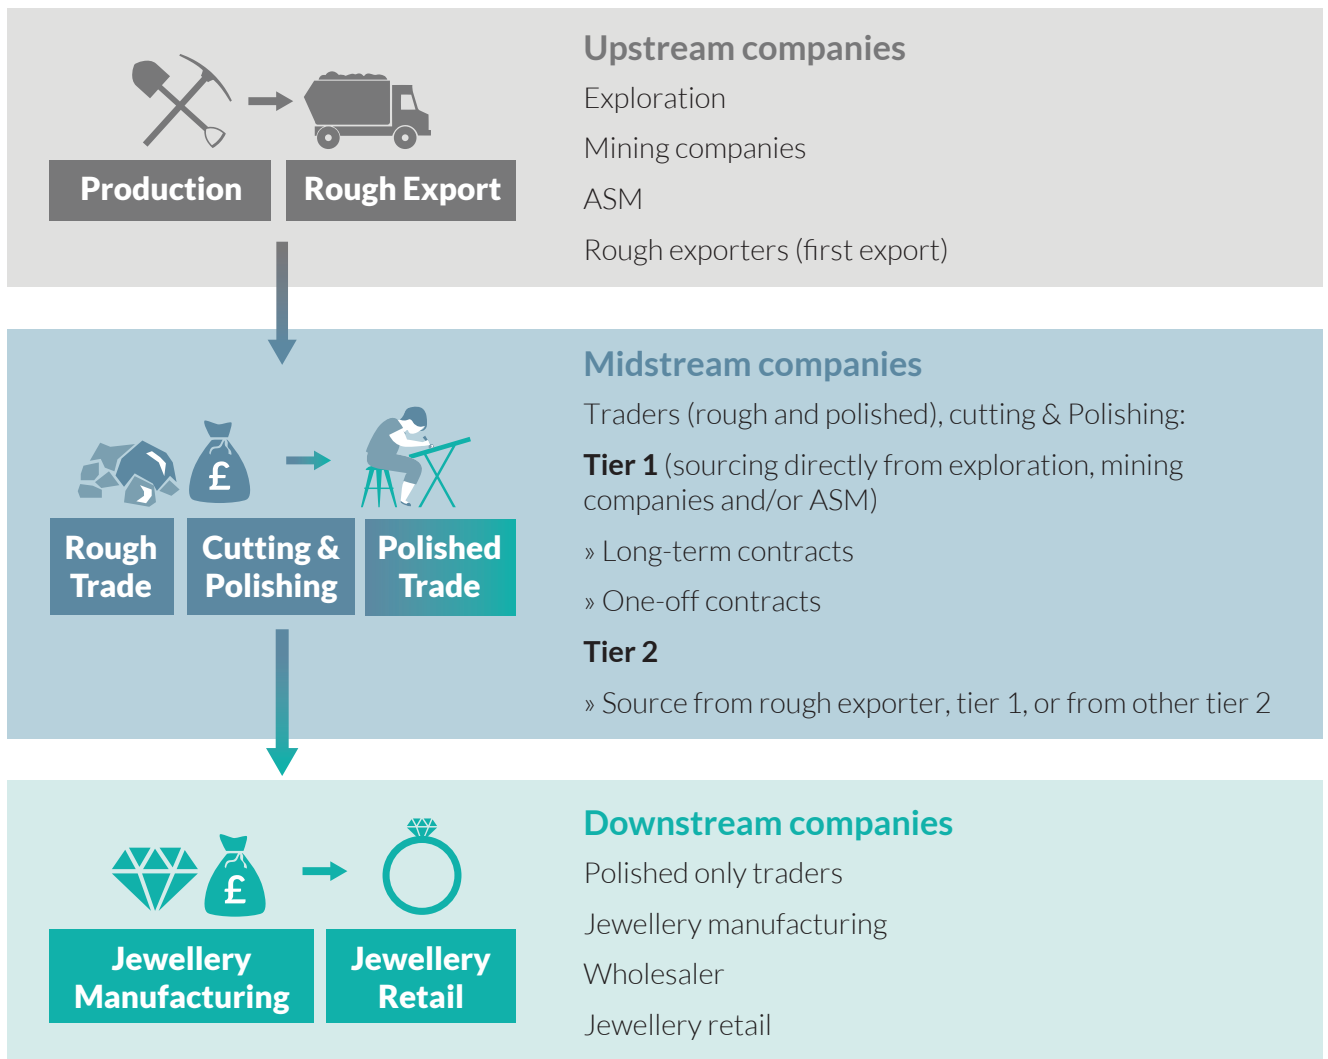 Upstream companies
Exploration
Mining companies
ASM
Rough exporters (first export)
Production
Rough Export
Midstream companies
Traders (rough and polished), cutting & Polishing:
Tier 1 (sourcing directly from exploration, mining
companies and/or ASM)
» Long-term contracts
» One-off contracts
Tier 2
» Source from rough exporter, tier 1, or from other tier 2
£
Rough
Trade
Cutting &
Polishing
Polished
Trade
Downstream companies
Polished only traders
Jewellery manufacturing
Wholesaler
Jewellery retail
£
Jewellery
Manufacturing
Jewellery
Retail